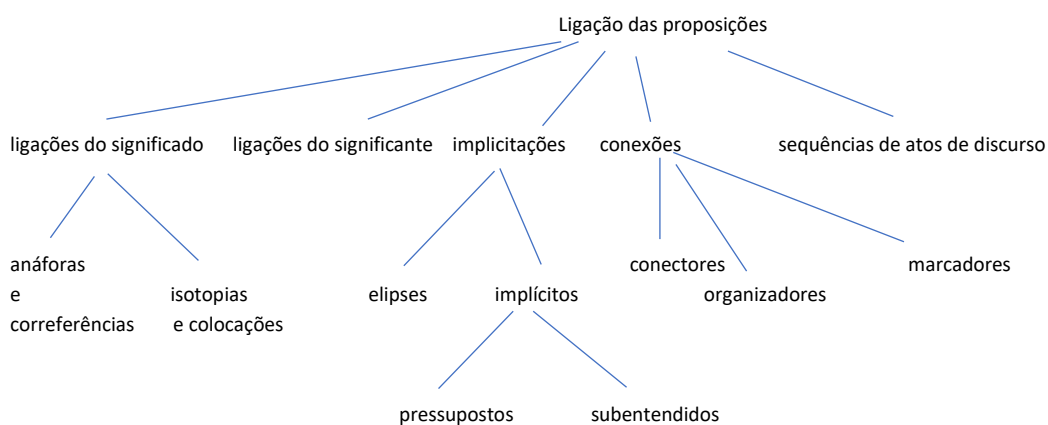 Ligação das proposições
ligações do significado
ligações do significante
implicitações
conexões
sequências de atos de discurso
anáforas
e
correferências
isotopias
e colocações
elipses
implícitos
conectores
organizadores
marcadores
pressupostos
subentendidos